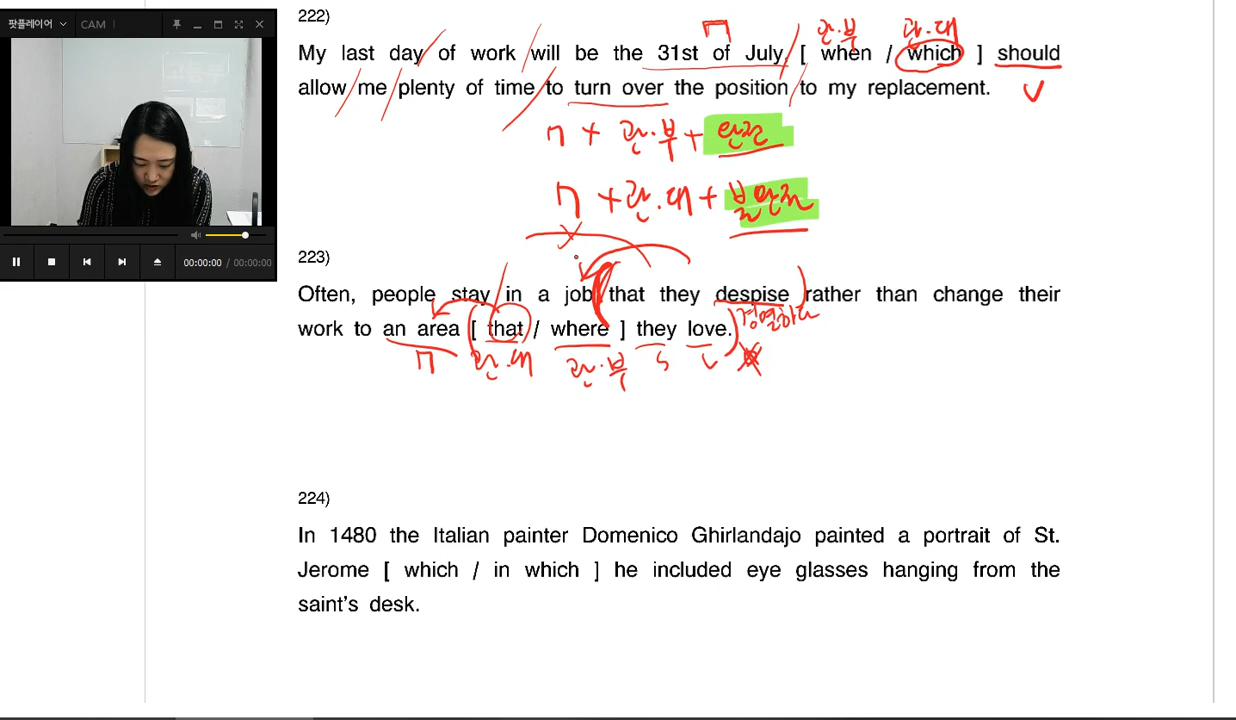 팟플레이어 CAM
00:00:00 / 00:00:00
222)
관.부 관.대
My last day of work will be the 31st of July, [ when / which ] should
allow me plenty of time to turn over the position to my replacement.
V
ㄇ + 관.부 + 완전
ㄇ + 관.대 + 불완전
223)
Often, people stay in a job that they despise rather than change their
경멸하다
work to an area [ that / where ] they love.
ㄇ 관.대 관.부 S V
224)
In 1480 the Italian painter Domenico Ghirlandajo painted a portrait of St.
Jerome [ which / in which ] he included eye glasses hanging from the
saint's desk.